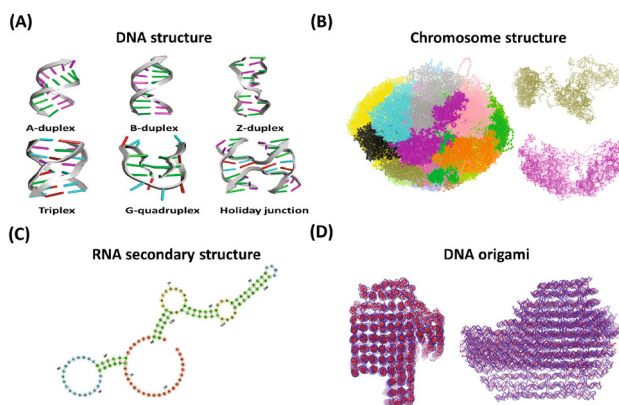 (A)
DNA structure
A-duplex B-duplex Z-duplex
Triplex G-quadruplex Holiday junction
(B)
Chromosome structure
(C)
RNA secondary structure
(D)
DNA origami